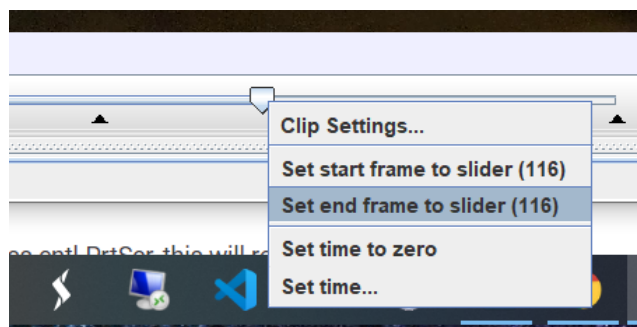 Clip Settings...
Set start frame to slider (116)
Set end frame to slider (116)
Set time to zero
Set time...